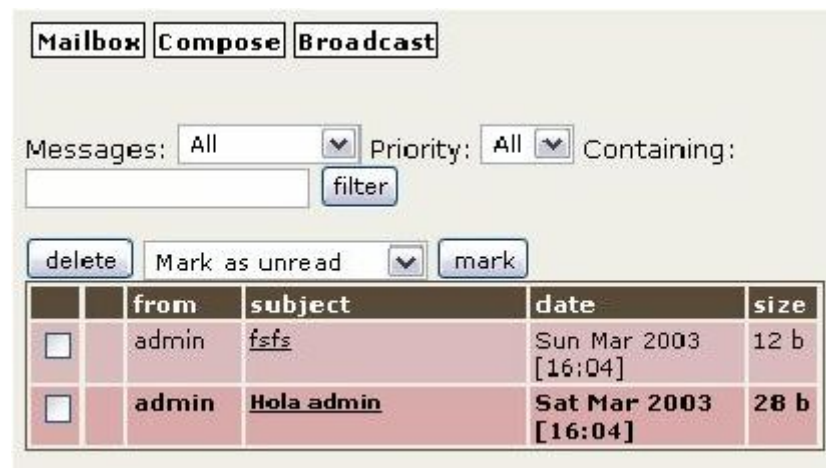 Mailbox Compose Broadcast
Messages: All Priority: All Containing:
filter
delete Mark as unread mark
from subject date size
admin fsfs Sun Mar 2003 12 b
[16:04]
admin Hola admin Sat Mar 2003 28 b
[16:04]